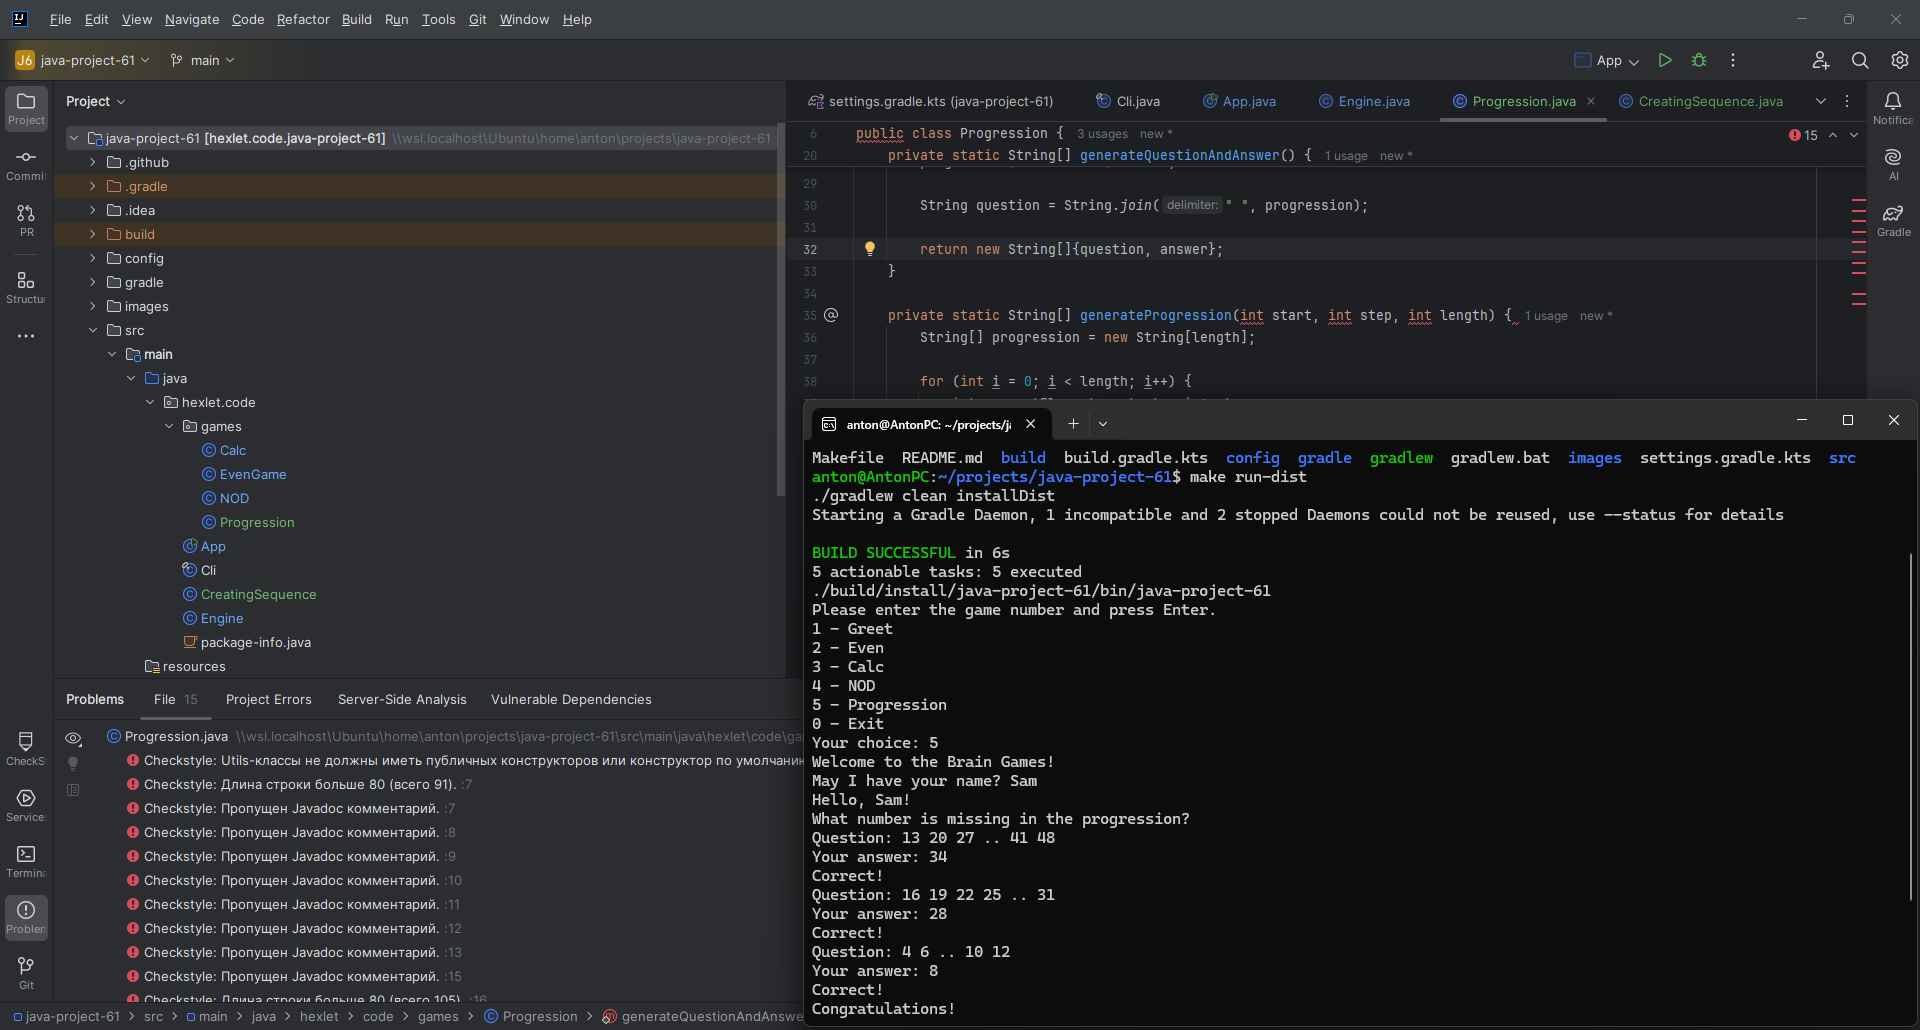 File Edit View Navigate Code Refactor Build Run Tools Git Window Help
J6 java-project-61 main App
Project
Commi
PR
Structu
CheckS
Service
Termina
Problem
Git
Project
java-project-61 [hexlet.code.java-project-61] \\wsl.localhost\Ubuntu\home\anton\projects\java-project-61
.github
.gradle
.idea
build
config
gradle
images
src
main
java
hexlet.code
games
Calc
EvenGame
NOD
Progression
App
Cli
CreatingSequence
Engine
package-info.java
resources
settings.gradle.kts (java-project-61) Cli.java App.java Engine.java Progression.java CreatingSequence.java
6 public class Progression { 3 usages new *
15
20 private static String[] generateQuestionAndAnswer() { 1 usage new *
29
30 String question = String.join( delimiter: " ", progression);
31
32 return new String[]{question, answer};
33 }
34
35 private static String[] generateProgression(int start, int step, int length) { 1 usage new *
36 String[] progression = new String[length];
37
38 for (int i = 0; i < length; i++) {
Notifica
AI
Gradle
Problems File 15 Project Errors Server-Side Analysis Vulnerable Dependencies
Progression.java \\wsl.localhost\Ubuntu\home\anton\projects\java-project-61\src\main\java\hexlet\code\ga
Checkstyle: Utils-классы не должны иметь публичных конструкторов или конструктор по умолчани
Checkstyle: Длина строки больше 80 (всего 91). :7
Checkstyle: Пропущен Javadoc комментарий. :7
Checkstyle: Пропущен Javadoc комментарий. :8
Checkstyle: Пропущен Javadoc комментарий. :9
Checkstyle: Пропущен Javadoc комментарий. :10
Checkstyle: Пропущен Javadoc комментарий. :11
Checkstyle: Пропущен Javadoc комментарий. :12
Checkstyle: Пропущен Javadoc комментарий. :13
Checkstyle: Пропущен Javadoc комментарий. :15
Checkstyle: Длина строки больше 80 (всего 105). :16
java-project-61 > src > main > java > hexlet > code > games > Progression > generateQuestionAndAnswe
anton@AntonPC: ~/projects/ja
Makefile README.md build build.gradle.kts config gradle gradlew gradlew.bat images settings.gradle.kts src
anton@AntonPC:~/projects/java-project-61$ make run-dist
./gradlew clean installDist
Starting a Gradle Daemon, 1 incompatible and 2 stopped Daemons could not be reused, use --status for details
BUILD SUCCESSFUL in 6s
5 actionable tasks: 5 executed
./build/install/java-project-61/bin/java-project-61
Please enter the game number and press Enter.
1 - Greet
2 - Even
3 - Calc
4 - NOD
5 - Progression
0 - Exit
Your choice: 5
Welcome to the Brain Games!
May I have your name? Sam
Hello, Sam!
What number is missing in the progression?
Question: 13 20 27 .. 41 48
Your answer: 34
Correct!
Question: 16 19 22 25 .. 31
Your answer: 28
Correct!
Question: 4 6 .. 10 12
Your answer: 8
Correct!
Congratulations!